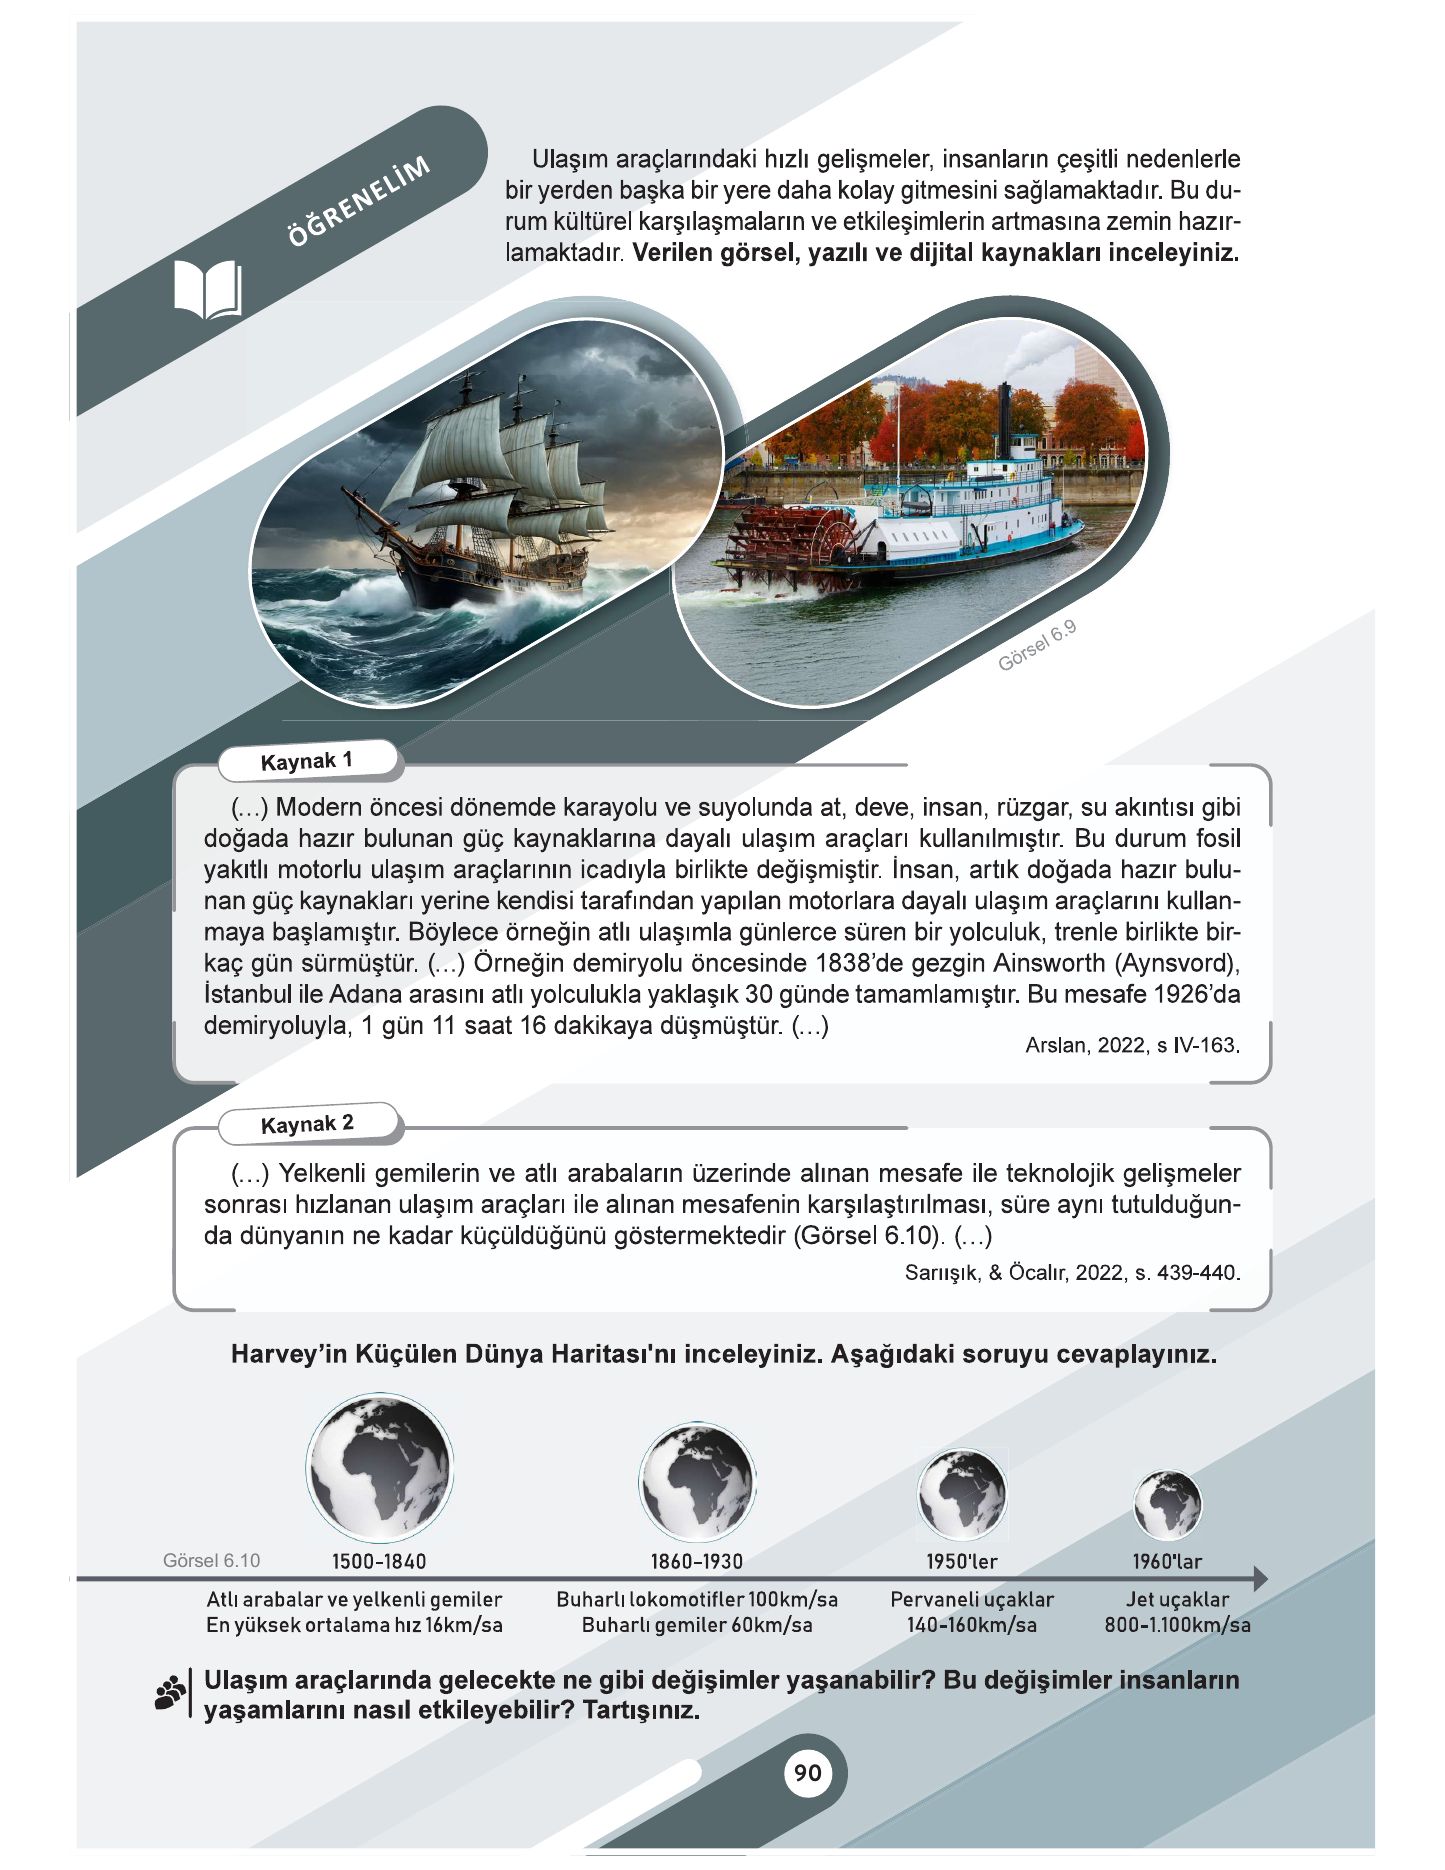 ÖĞRENELİM
Ulaşım araçlarındaki hızlı gelişmeler, insanların çeşitli nedenlerle
bir yerden başka bir yere daha kolay gitmesini sağlamaktadır. Bu du-
rum kültürel karşılaşmaların ve etkileşimlerin artmasına zemin hazır-
lamaktadır. Verilen görsel, yazılı ve dijital kaynakları inceleyiniz.
Görsel 6.9
Kaynak 1
(…) Modern öncesi dönemde karayolu ve suyolunda at, deve, insan, rüzgar, su akıntısı gibi
doğada hazır bulunan güç kaynaklarına dayalı ulaşım araçları kullanılmıştır. Bu durum fosil
yakıtlı motorlu ulaşım araçlarının icadıyla birlikte değişmiştir. İnsan, artık doğada hazır bulu-
nan güç kaynakları yerine kendisi tarafından yapılan motorlara dayalı ulaşım araçlarını kullan-
maya başlamıştır. Böylece örneğin atlı ulaşımla günlerce süren bir yolculuk, trenle birlikte bir-
kaç gün sürmüştür. (…) Örneğin demiryolu öncesinde 1838’de gezgin Ainsworth (Aynsvord),
İstanbul ile Adana arasını atlı yolculukla yaklaşık 30 günde tamamlamıştır. Bu mesafe 1926’da
demiryoluyla, 1 gün 11 saat 16 dakikaya düşmüştür. (…)
Arslan, 2022, s IV-163.
Kaynak 2
(…) Yelkenli gemilerin ve atlı arabaların üzerinde alınan mesafe ile teknolojik gelişmeler
sonrası hızlanan ulaşım araçları ile alınan mesafenin karşılaştırılması, süre aynı tutulduğun-
da dünyanın ne kadar küçüldüğünü göstermektedir (Görsel 6.10). (…)
Sarıışık, & Öcalır, 2022, s. 439-440.
Harvey’in Küçülen Dünya Haritası'nı inceleyiniz. Aşağıdaki soruyu cevaplayınız.
Görsel 6.10 1500-1840 1860-1930 1950'ler 1960'lar
Atlı arabalar ve yelkenli gemiler Buharlı lokomotifler 100km/sa Pervaneli uçaklar Jet uçaklar
En yüksek ortalama hız 16km/sa Buharlı gemiler 60km/sa 140-160km/sa 800-1.100km/sa
Ulaşım araçlarında gelecekte ne gibi değişimler yaşanabilir? Bu değişimler insanların
yaşamlarını nasıl etkileyebilir? Tartışınız.
90